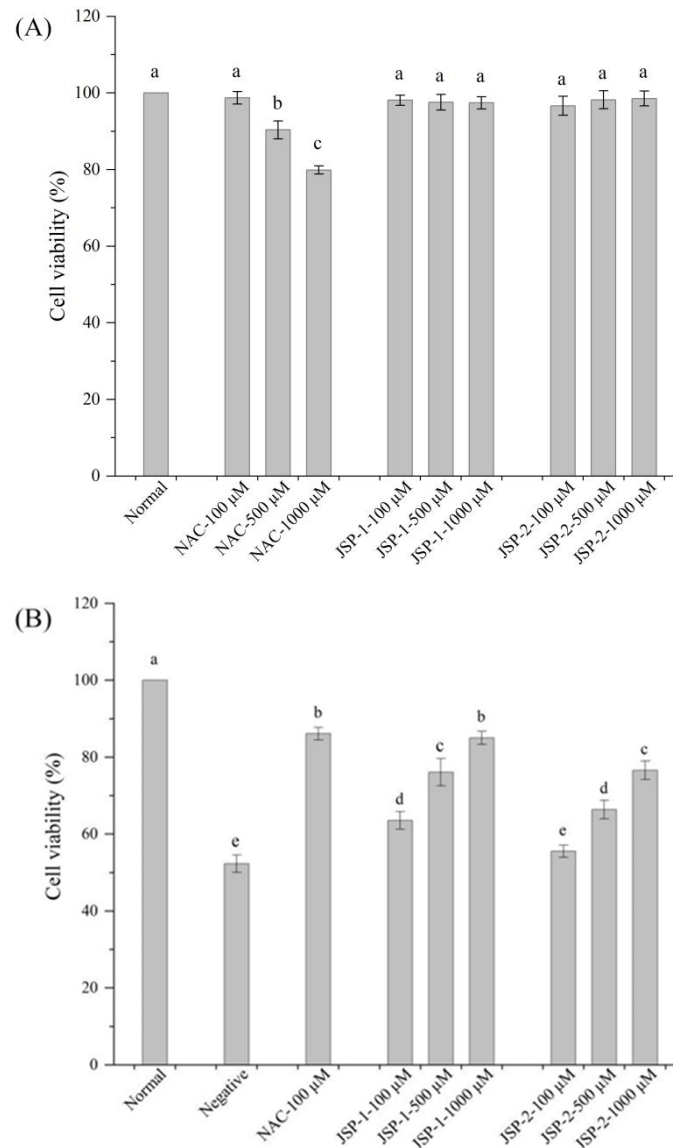 (A)
120
100
80
60
40
20
0
Cell viability (%)
a
a
b
c
a
a
a
a
a
a
Normal
NAC-100 μM
NAC-500 μM
NAC-1000 μM
JSP-1-100 μM
JSP-1-500 μM
JSP-1-1000 μM
JSP-2-100 μM
JSP-2-500 μM
JSP-2-1000 μM
(B)
120
100
80
60
40
20
0
Cell viability (%)
a
e
b
d
c
b
e
d
c
Normal
Negative
NAC-100 μM
JSP-1-100 μM
JSP-1-500 μM
JSP-1-1000 μM
JSP-2-100 μM
JSP-2-500 μM
JSP-2-1000 μM